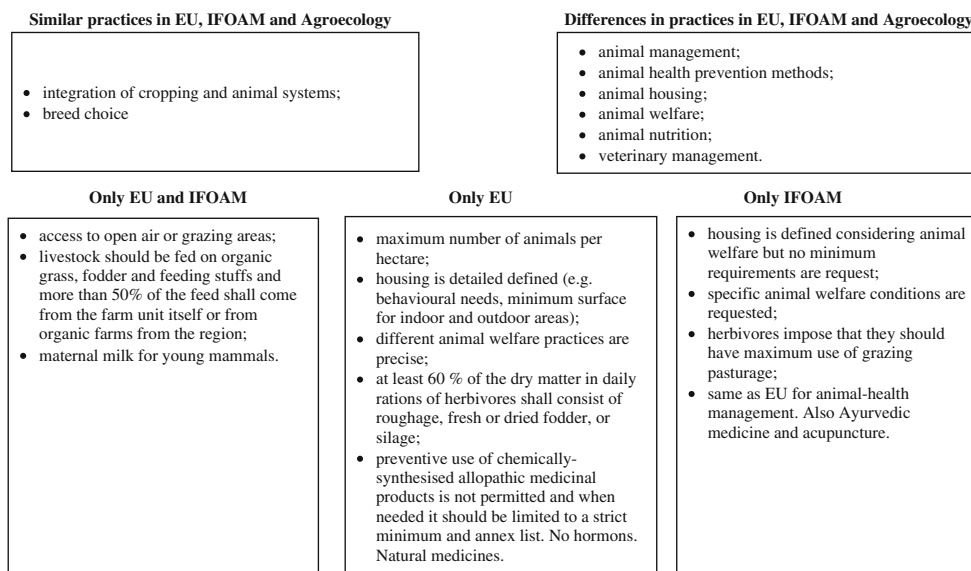 Similar practices in EU, IFOAM and Agroecology
• integration of cropping and animal systems;
• breed choice
Differences in practices in EU, IFOAM and Agroecology
• animal management;
• animal health prevention methods;
• animal housing;
• animal welfare;
• animal nutrition;
• veterinary management.
Only EU and IFOAM
• access to open air or grazing areas;
• livestock should be fed on organic
grass, fodder and feeding stuffs and
more than 50% of the feed shall come
from the farm unit itself or from
organic farms from the region;
• maternal milk for young mammals.
Only EU
• maximum number of animals per
hectare;
• housing is detailed defined (e.g.
behavioural needs, minimum surface
for indoor and outdoor areas);
• different animal welfare practices are
precise;
• at least 60 % of the dry matter in daily
rations of herbivores shall consist of
roughage, fresh or dried fodder, or
silage;
• preventive use of chemically-
synthesised allopathic medicinal
products is not permitted and when
needed it should be limited to a strict
minimum and annex list. No hormons.
Natural medicines.
Only IFOAM
• housing is defined considering animal
welfare but no minimum
requirements are request;
• specific animal welfare conditions are
requested;
• herbivores impose that they should
have maximum use of grazing
pasturage;
• same as EU for animal-health
management. Also Ayurvedic
medicine and acupuncture.